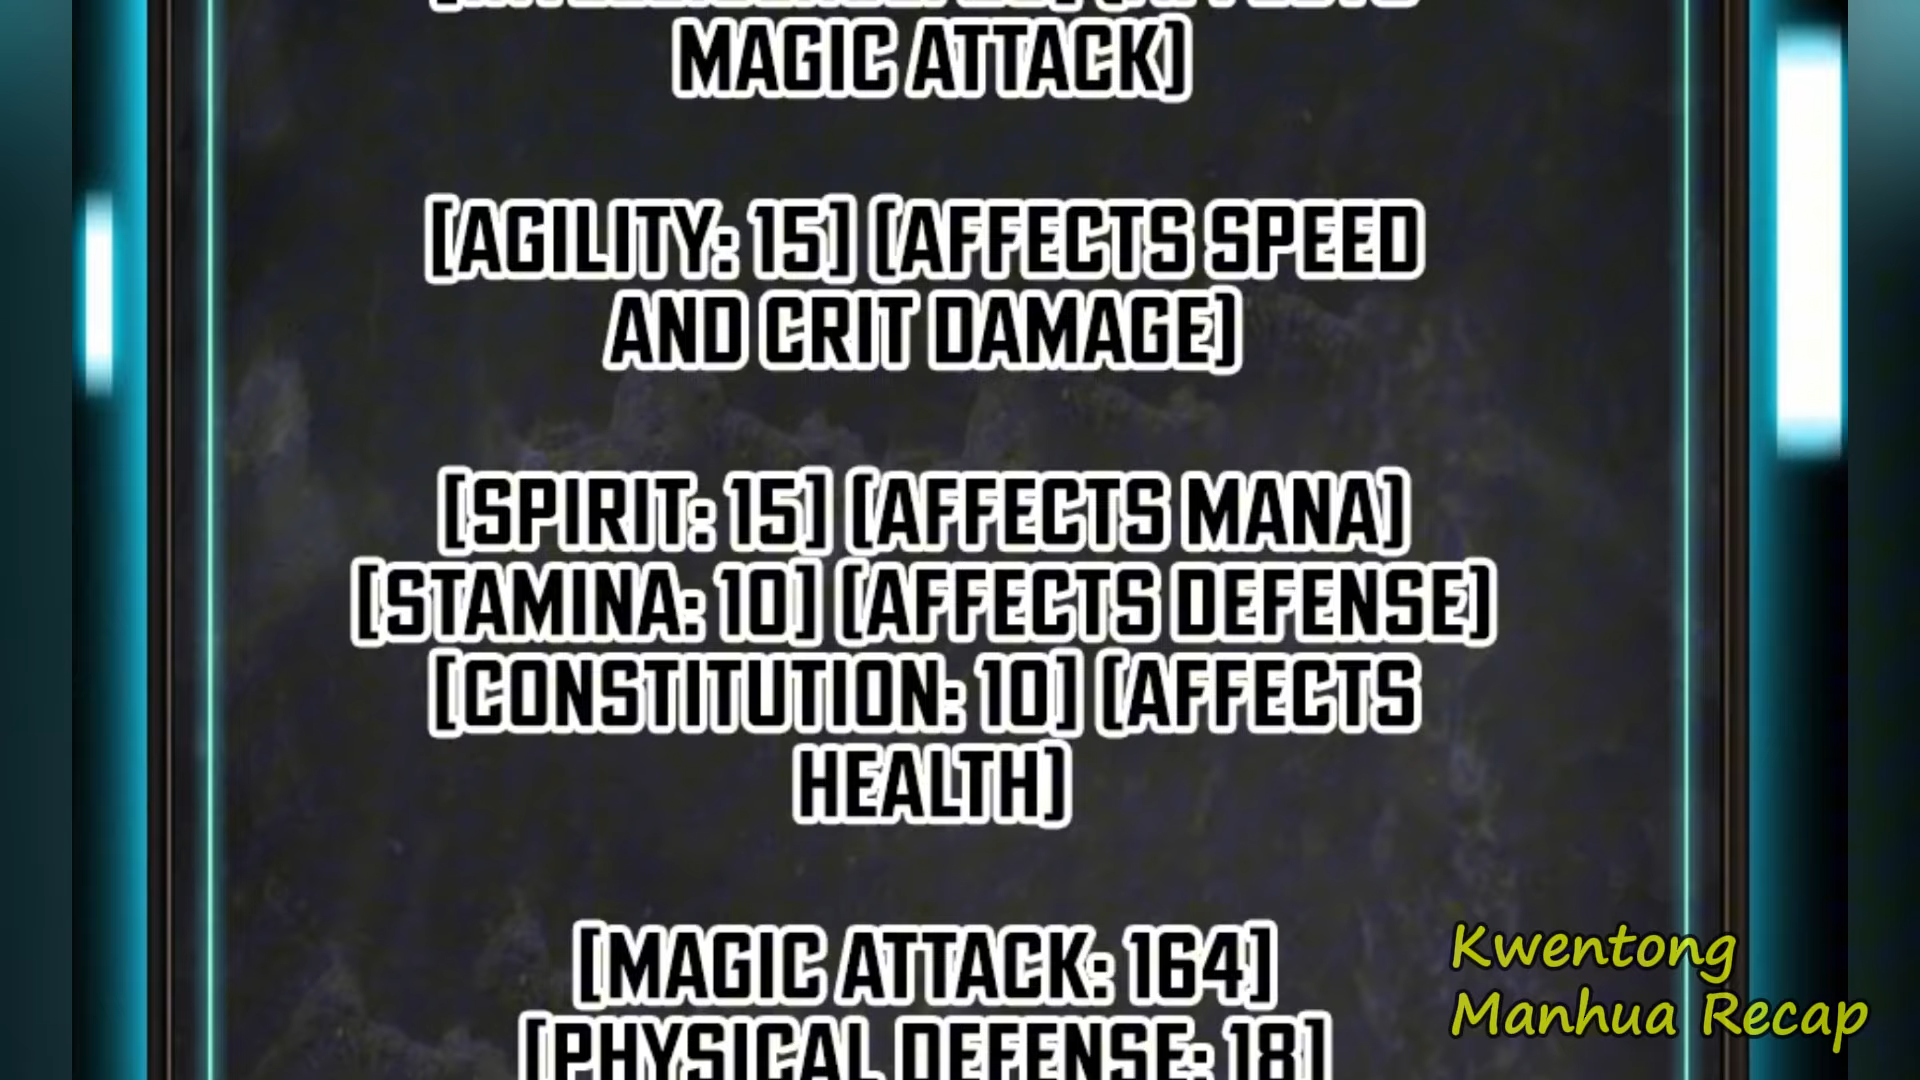 MAGIC ATTACK]
[AGILITY: 15] [AFFECTS SPEED
AND CRIT DAMAGE]
[SPIRIT: 15] [AFFECTS MANA]
[STAMINA: 10] [AFFECTS DEFENSE]
[CONSTITUTION: 10] [AFFECTS
HEALTH]
[MAGIC ATTACK: 164]
[PHYSICAL DEFENSE: 18]
Kwentong
Manhua Recap